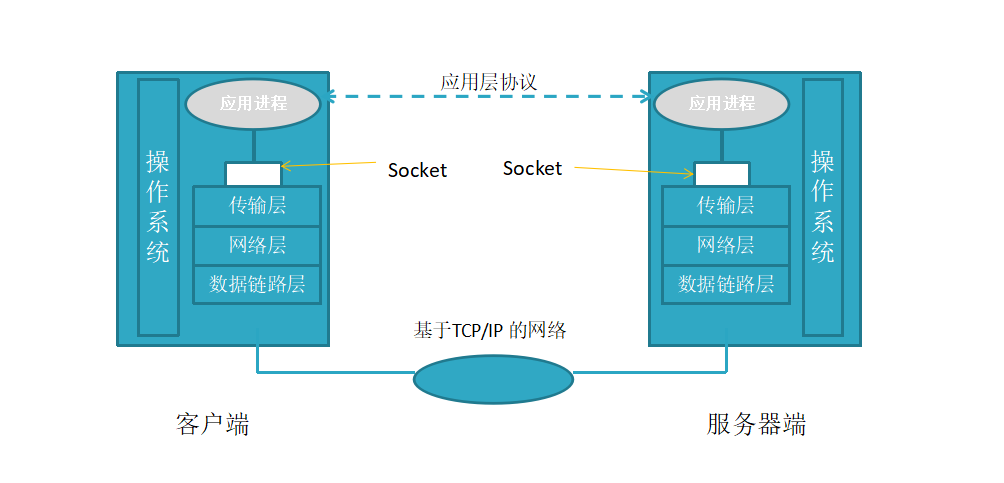 应用层协议
应用进程
应用进程
操作系统
Socket
Socket
操作系统
传输层
传输层
网络层
网络层
数据链路层
数据链路层
基于TCP/IP 的网络
客户端
服务器端